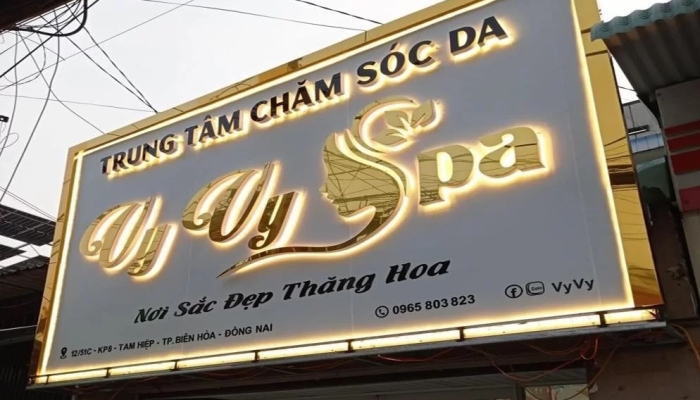 TRUNG TÂM CHĂM SÓC DA
Vy Vy Spa
Nơi Sắc Đẹp Thăng Hoa
0965 803 823
VyVy
12/51C - KP8 - TAM HIỆP - TP.BIÊN HÒA - ĐỒNG NAI